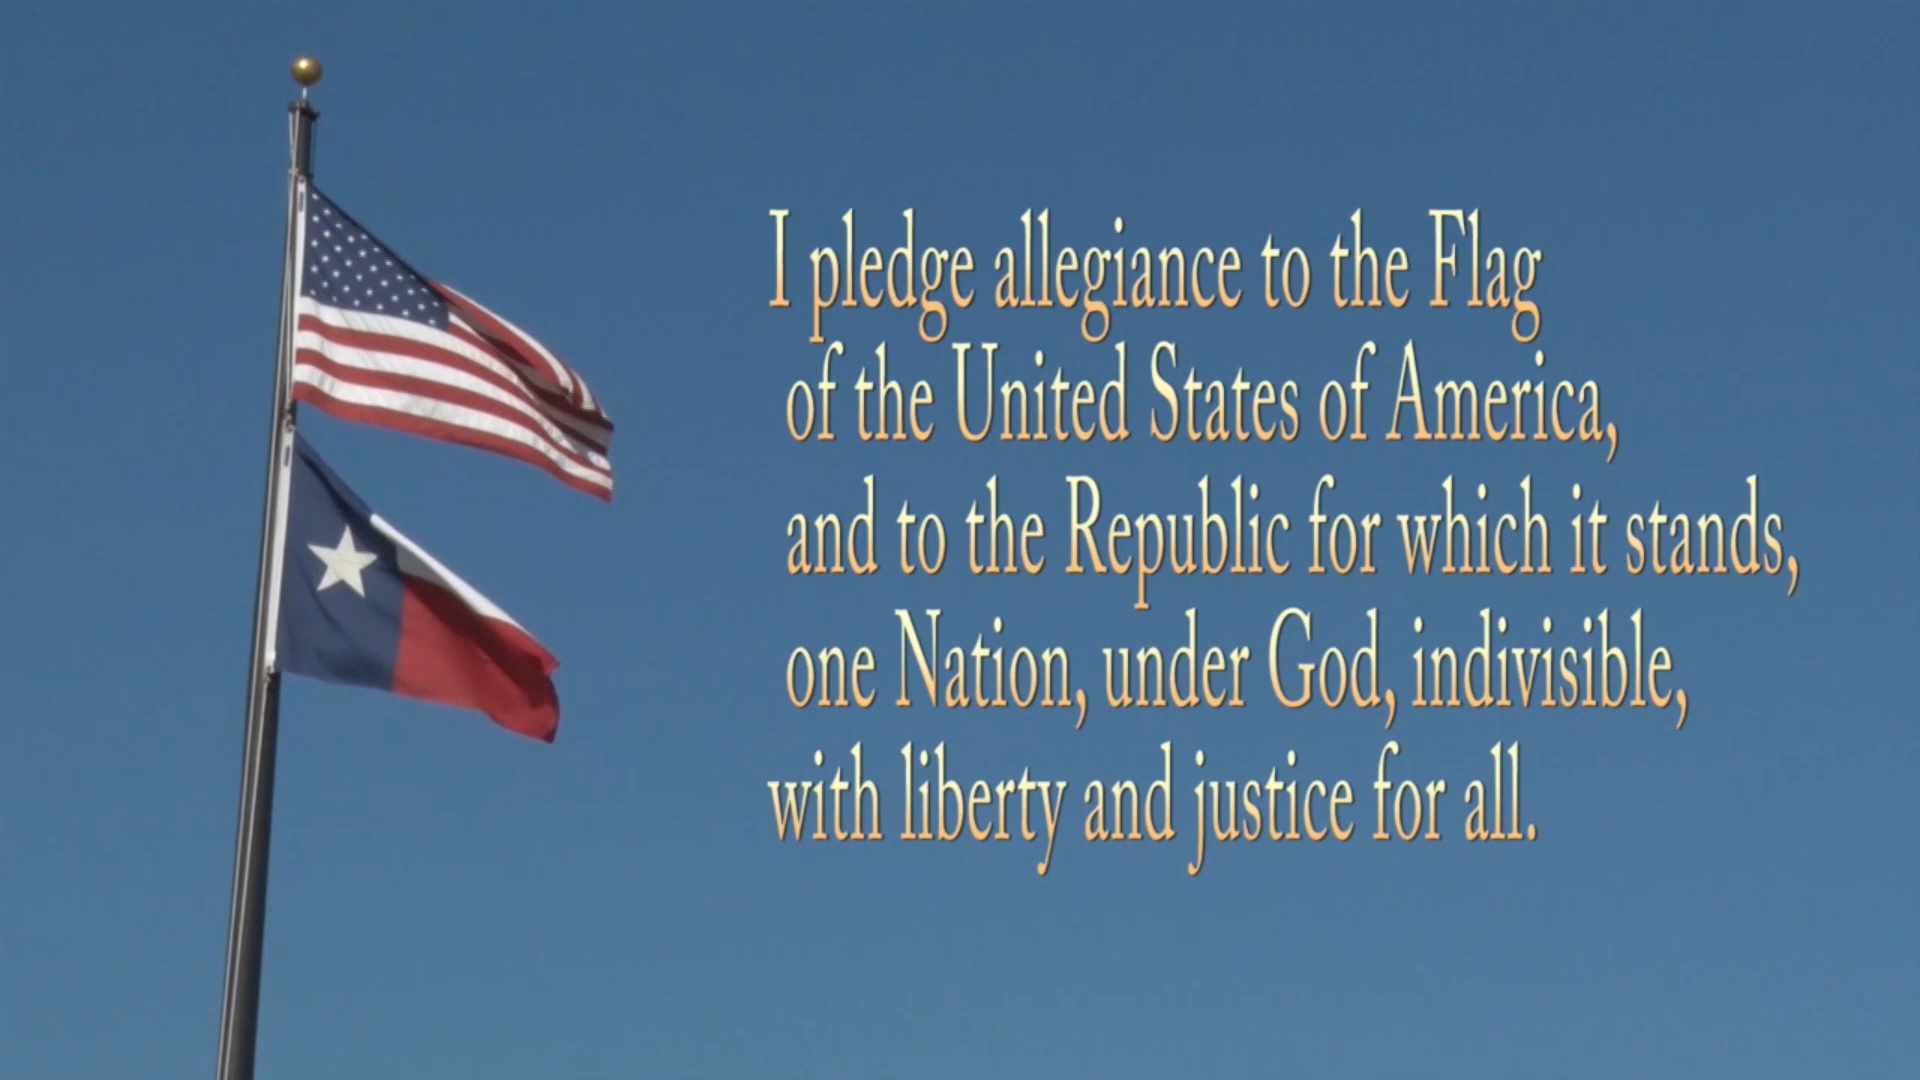 I pledge allegiance to the Flag
of the United States of America,
and to the Republic for which it stands,
one Nation, under God, indivisible,
with liberty and justice for all.